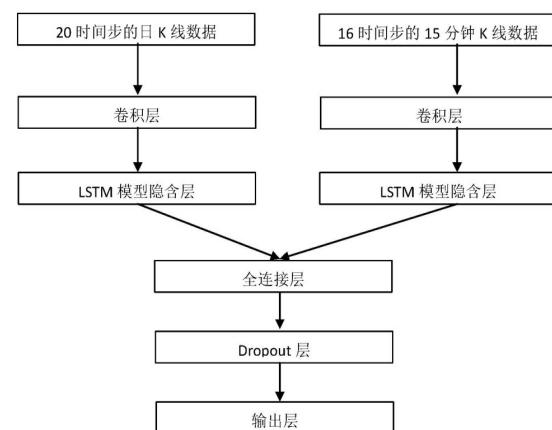 20 时间步的日 K 线数据
16 时间步的 15 分钟 K 线数据
卷积层
卷积层
LSTM 模型隐含层
LSTM 模型隐含层
全连接层
Dropout 层
输出层